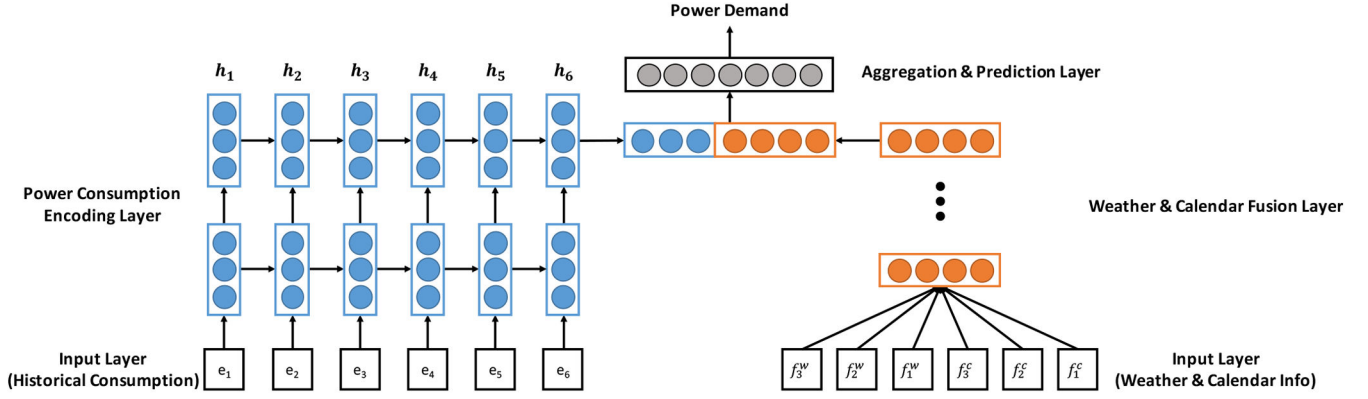 Power Demand
h₁ h₂ h₃ h₄ h₅ h₆
Aggregation & Prediction Layer
Power Consumption
Encoding Layer
Weather & Calendar Fusion Layer
Input Layer
(Historical Consumption)
e₁ e₂ e₃ e₄ e₅ e₆
f₃ʷ f₂ʷ f₁ʷ f₃ᶜ f₂ᶜ f₁ᶜ
Input Layer
(Weather & Calendar Info)